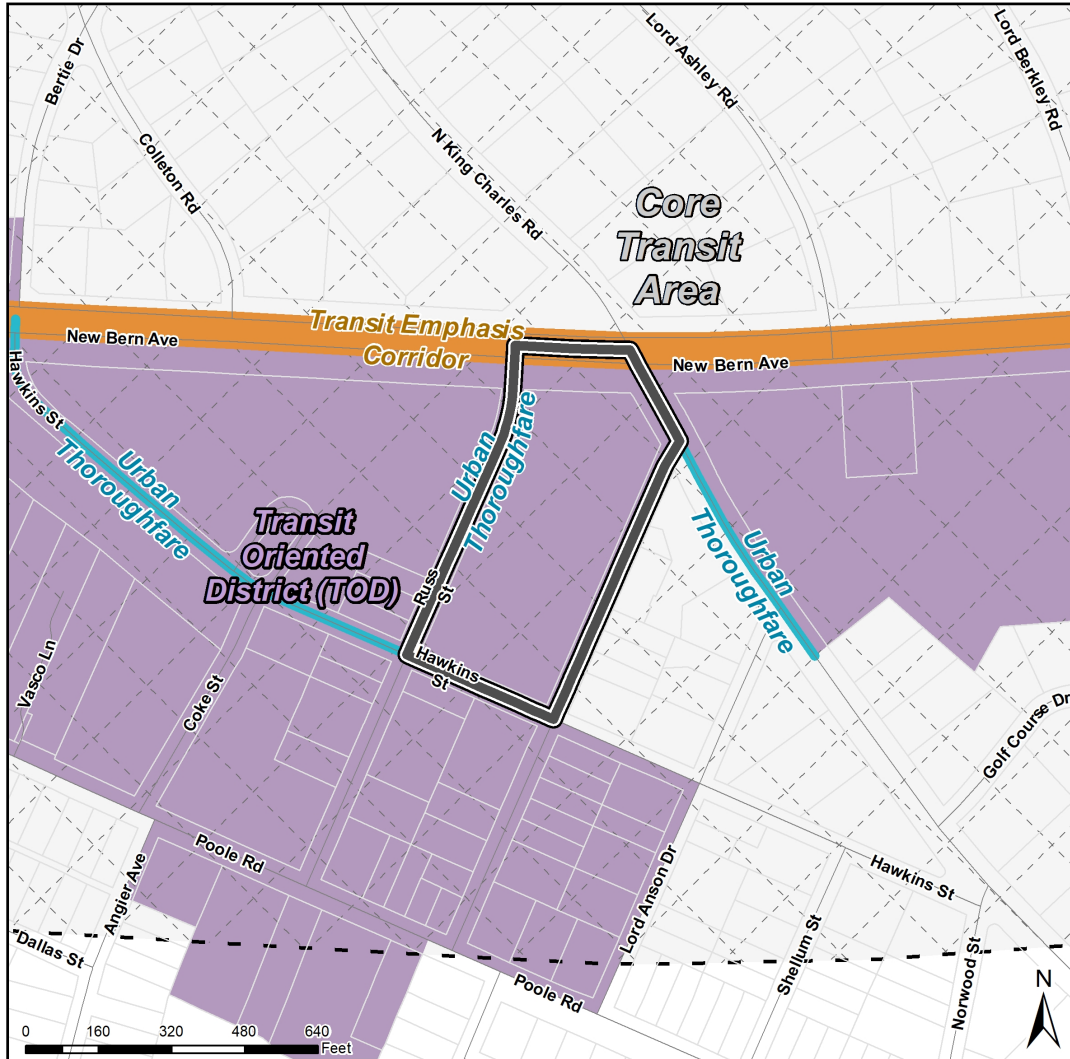 Bertie Dr
Colleton Rd
N King Charles Rd
Lord Ashley Rd
Lord Berkley Rd
Core
Transit
Area
Transit Emphasis
Corridor
New Bern Ave
New Bern Ave
Hawkins St
Urban
Thoroughfare
Urban
Thoroughfare
Urban
Thoroughfare
Transit
Oriented
District (TOD)
Russ
St
Hawkins
St
Vasco Ln
Coke St
Golf Course Dr
Poole Rd
Angier Ave
Dallas St
Lord Anson Dr
Hawkins St
Shellum St
Norwood St
Poole Rd
N
0 160 320 480 640
Feet